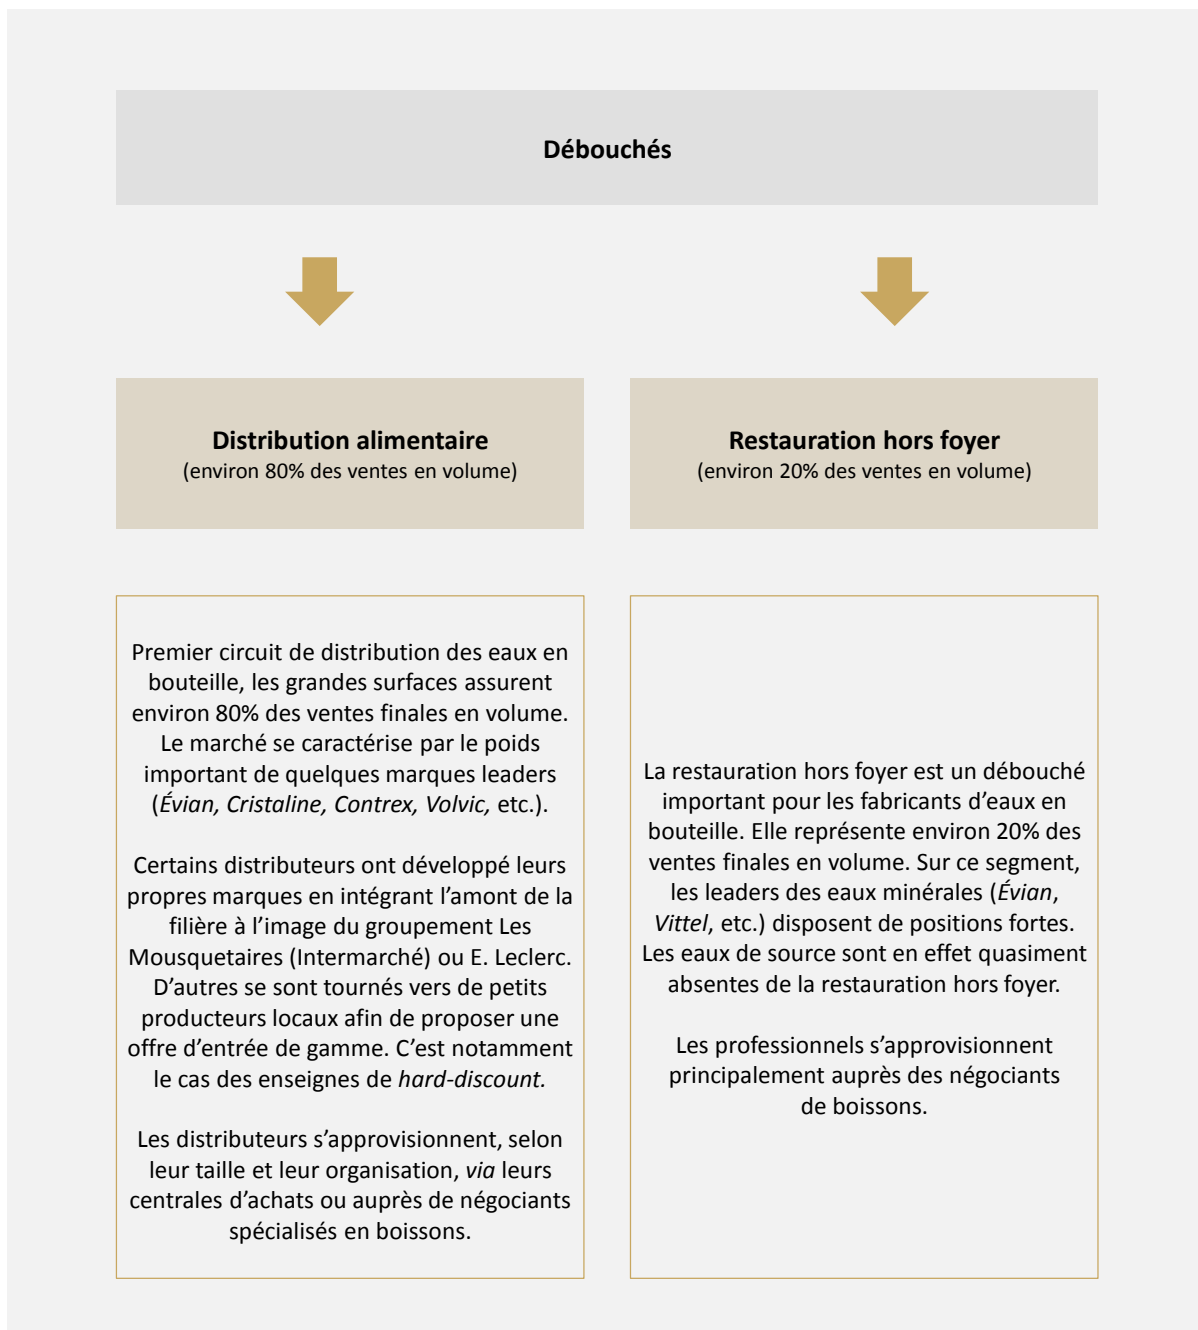 Débouchés
Distribution alimentaire
(environ 80% des ventes en volume)
Restauration hors foyer
(environ 20% des ventes en volume)
Premier circuit de distribution des eaux en
bouteille, les grandes surfaces assurent
environ 80% des ventes finales en volume.
Le marché se caractérise par le poids
important de quelques marques leaders
(Évian, Cristaline, Contrex, Volvic, etc.).
Certains distributeurs ont développé leurs
propres marques en intégrant l’amont de la
filière à l’image du groupement Les
Mousquetaires (Intermarché) ou E. Leclerc.
D’autres se sont tournés vers de petits
producteurs locaux afin de proposer une
offre d’entrée de gamme. C’est notamment
le cas des enseignes de hard-discount.
Les distributeurs s’approvisionnent, selon
leur taille et leur organisation, via leurs
centrales d’achats ou auprès de négociants
spécialisés en boissons.
La restauration hors foyer est un débouché
important pour les fabricants d’eaux en
bouteille. Elle représente environ 20% des
ventes finales en volume. Sur ce segment,
les leaders des eaux minérales (Évian,
Vittel, etc.) disposent de positions fortes.
Les eaux de source sont en effet quasiment
absentes de la restauration hors foyer.
Les professionnels s’approvisionnent
principalement auprès des négociants
de boissons.